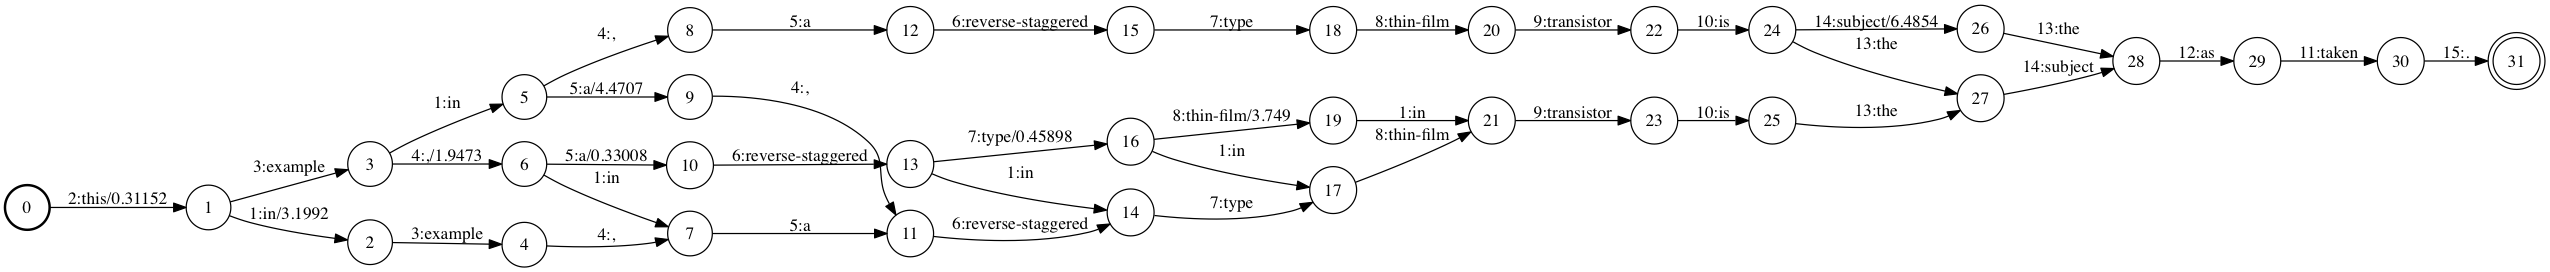 0 2:this/0.31152 1
3:example 3
1:in/3.1992 2
1:in 5
4:,/1.9473 6
3:example 4
4:, 8
5:a/4.4707 9
5:a/0.33008 10
1:in 7
4:,
5:a 12
4:,
6:reverse-staggered 13
5:a 11
6:reverse-staggered 15
7:type/0.45898 16
1:in 14
6:reverse-staggered
7:type 18
8:thin-film/3.749 19
1:in 17
7:type
8:thin-film 20
1:in 21
8:thin-film
9:transistor 22
9:transistor 23
10:is 24
10:is 25
14:subject/6.4854 26
13:the 27
13:the
13:the 28
14:subject
12:as 29
11:taken 30
15:. 31